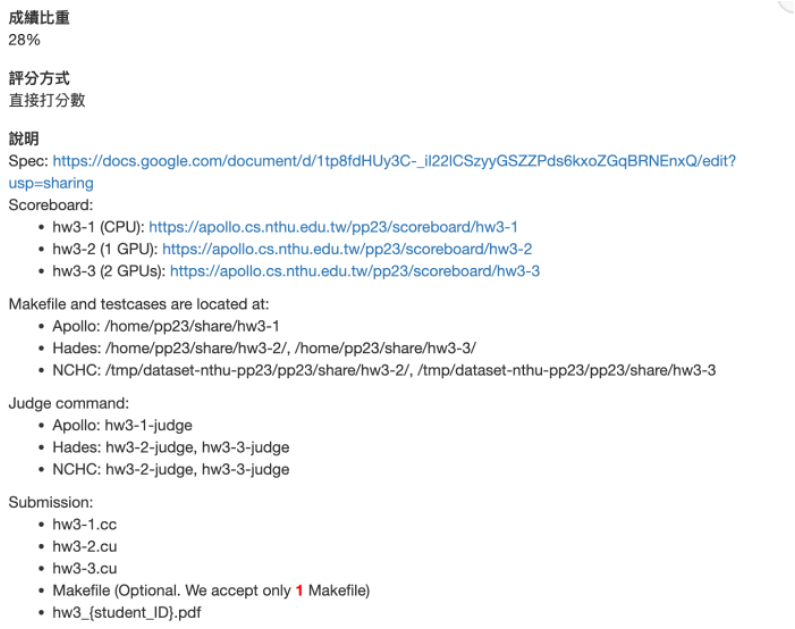 成績比重
28%
評分方式
直接打分數
說明
Spec: https://docs.google.com/document/d/1tp8fdHUy3C-_il22lCSzyyGSZZPds6kxoZGqBRNEnxQ/edit?
usp=sharing
Scoreboard:
• hw3-1 (CPU): https://apollo.cs.nthu.edu.tw/pp23/scoreboard/hw3-1
• hw3-2 (1 GPU): https://apollo.cs.nthu.edu.tw/pp23/scoreboard/hw3-2
• hw3-3 (2 GPUs): https://apollo.cs.nthu.edu.tw/pp23/scoreboard/hw3-3
Makefile and testcases are located at:
• Apollo: /home/pp23/share/hw3-1
• Hades: /home/pp23/share/hw3-2/, /home/pp23/share/hw3-3/
• NCHC: /tmp/dataset-nthu-pp23/pp23/share/hw3-2/, /tmp/dataset-nthu-pp23/pp23/share/hw3-3
Judge command:
• Apollo: hw3-1-judge
• Hades: hw3-2-judge, hw3-3-judge
• NCHC: hw3-2-judge, hw3-3-judge
Submission:
• hw3-1.cc
• hw3-2.cu
• hw3-3.cu
• Makefile (Optional. We accept only 1 Makefile)
• hw3_{student_ID}.pdf